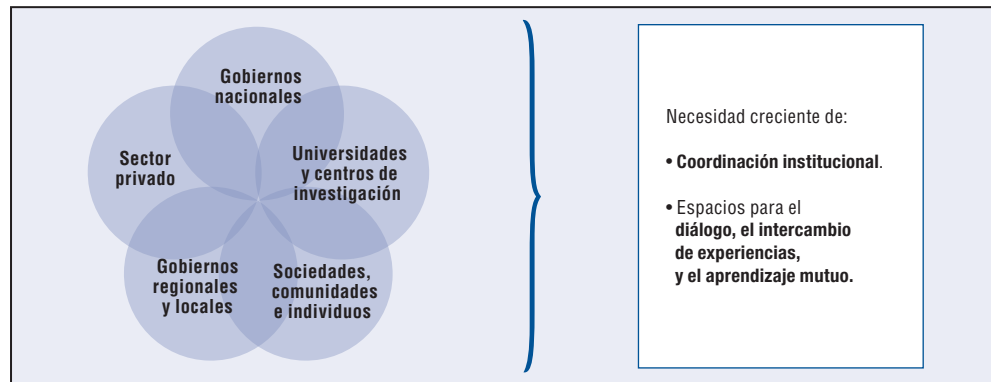 Gobiernos
nacionales
Sector
privado
Universidades
y centros de
investigación
Gobiernos
regionales
y locales
Sociedades,
comunidades
e individuos
Necesidad creciente de:
• Coordinación institucional.
• Espacios para el
diálogo, el intercambio
de experiencias,
y el aprendizaje mutuo.